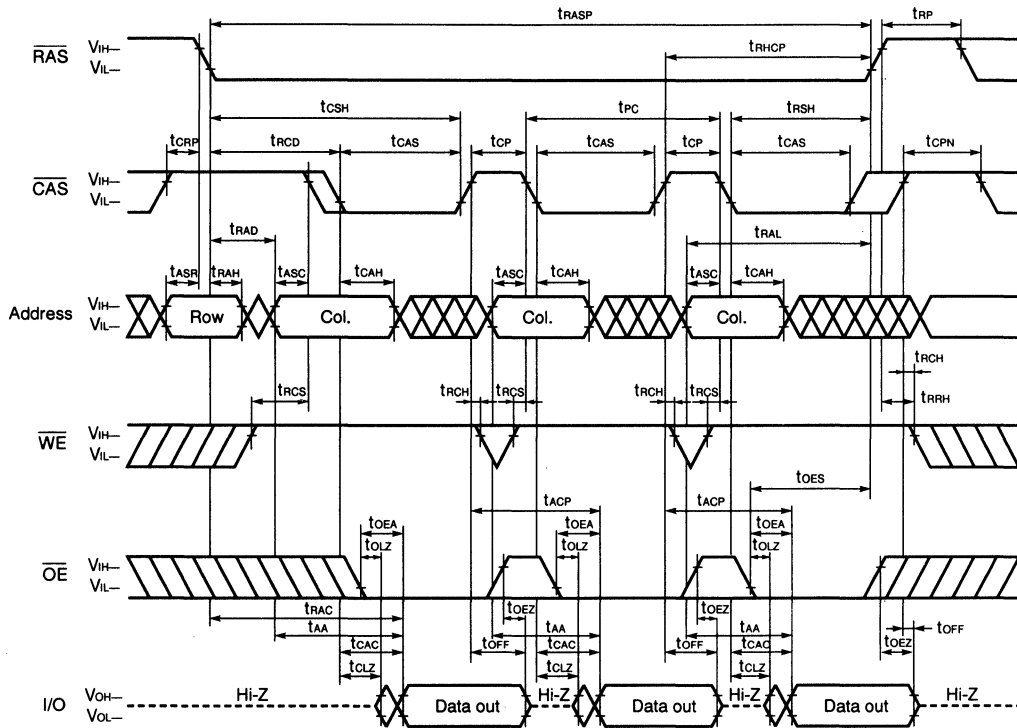 tRASP tRP
RAS VIH VIL tRHCP
tCSH tPC tRSH
tCRP tRCD tCAS tCP tCAS tCP tCAS tCPN
CAS VIH VIL
tRAD tRAL
tASR tRAH tASC tCAH tASC tCAH tASC tCAH
Address VIH VIL Row Col. Col. Col.
tRCH
tRCS tRCH tRCS tRCH tRCS tRRH
WE VIH VIL
tOES
tACP tACP
tOEA tOEA tOEA
tOLZ tOLZ tOLZ
OE VIH VIL
tRAC tOEZ tOEZ
tAA tAA tAA tOFF
tCAC tOFF tCAC tOFF tCAC tOEZ
tCLZ tCLZ tCLZ
I/O VOH VOL Hi-Z Data out Hi-Z Data out Hi-Z Data out Hi-Z